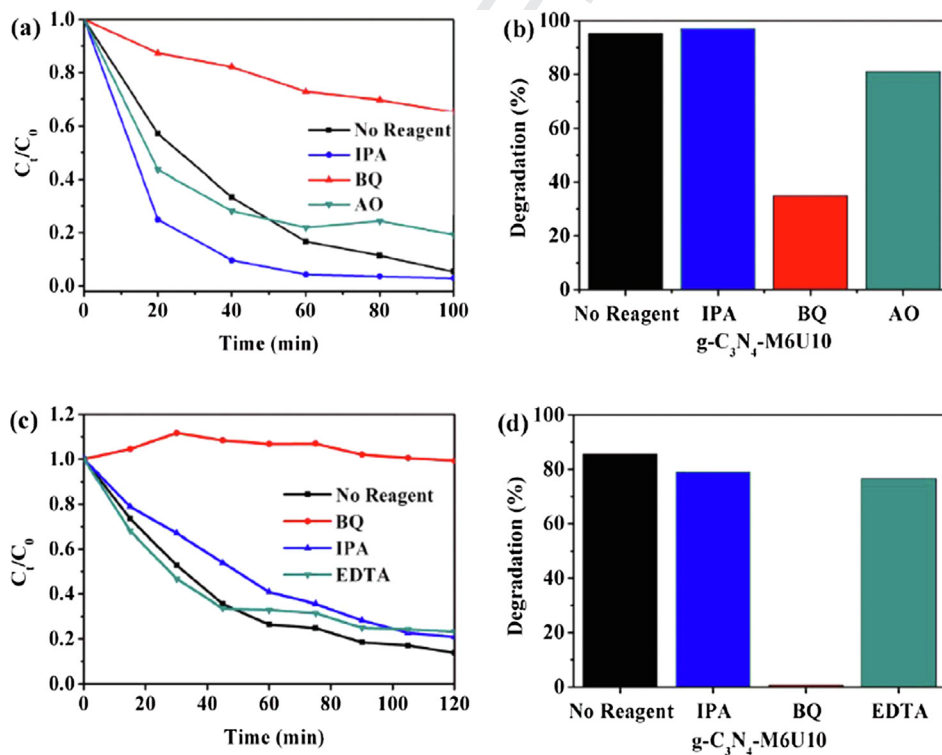 (a)
1.0
0.8
0.6
0.4
0.2
0.0
C_t/C_0
No Reagent
IPA
BQ
AO
0 20 40 60 80 100
Time (min)
(b)
100
80
60
40
20
0
Degradation (%)
No Reagent IPA BQ AO
g-C₃N₄-M6U10
(c)
1.2
1.0
0.8
0.6
0.4
0.2
0.0
C_t/C_0
No Reagent
BQ
IPA
EDTA
0 20 40 60 80 100 120
Time (min)
(d)
100
80
60
40
20
0
Degradation (%)
No Reagent IPA BQ EDTA
g-C₃N₄-M6U10